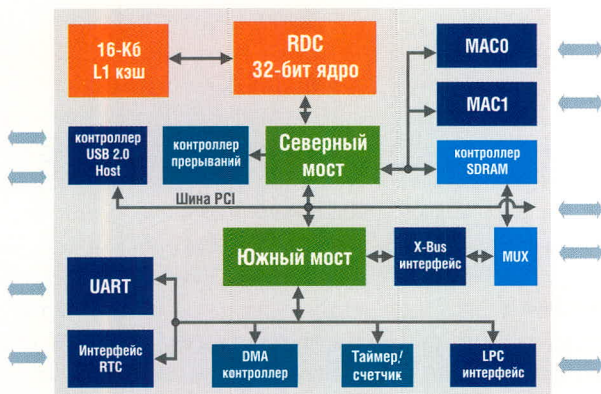 16-Кб
L1 кэш
RDC
32-бит ядро
MAC0
MAC1
контроллер
USB 2.0
Host
контроллер
прерываний
Северный
мост
контроллер
SDRAM
Шина PCI
Южный мост
X-Bus
интерфейс
MUX
UART
Интерфейс
RTC
DMA
контроллер
Таймер/
счетчик
LPC
интерфейс